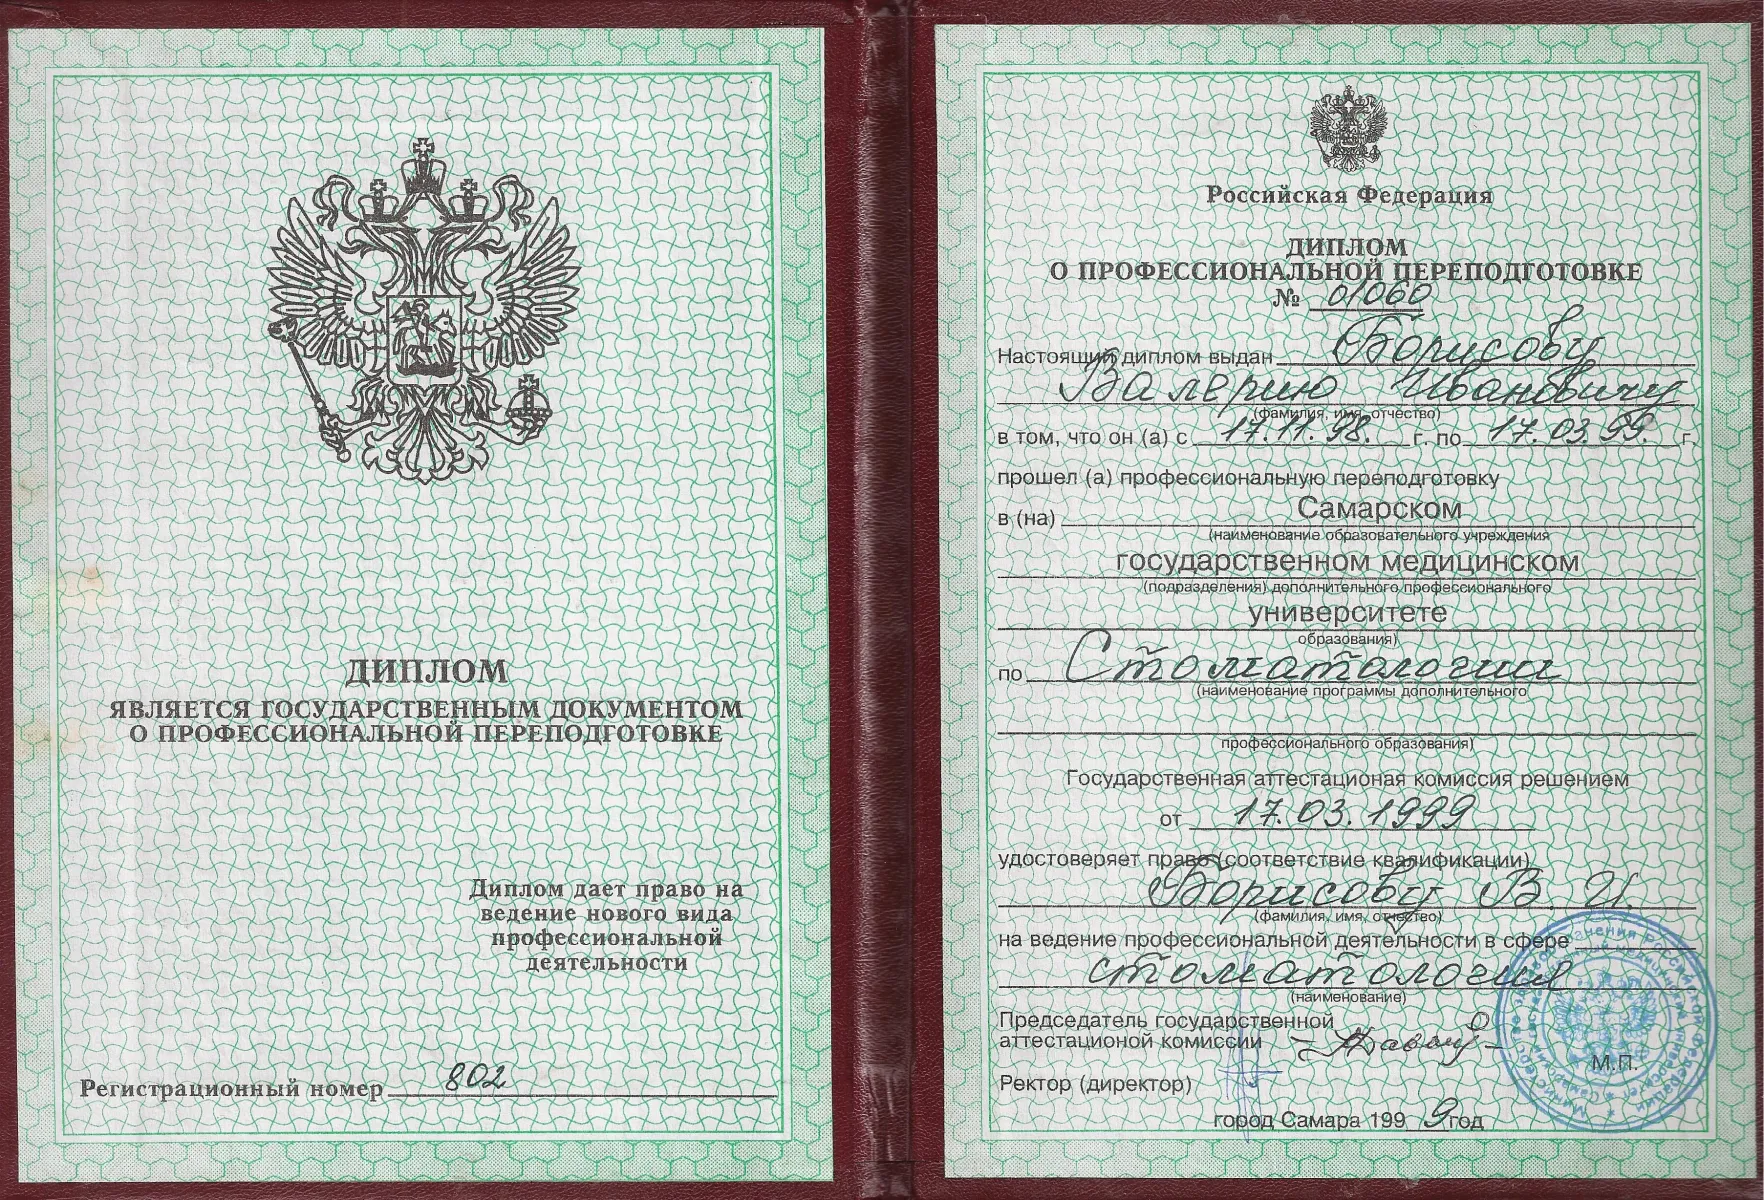 ДИПЛОМ
ЯВЛЯЕТСЯ ГОСУДАРСТВЕННЫМ ДОКУМЕНТОМ
О ПРОФЕССИОНАЛЬНОЙ ПЕРЕПОДГОТОВКЕ
Диплом дает право на
ведение нового вида
профессиональной
деятельности
Регистрационный номер 802
Российская Федерация
ДИПЛОМ
О ПРОФЕССИОНАЛЬНОЙ ПЕРЕПОДГОТОВКЕ
№ 01060
Настоящий диплом выдан Борисову
Валерию Ивановичу
(фамилия, имя, отчество)
в том, что он (а) с 17.11.98. г. по 17.03.99. г.
прошел (а) профессиональную переподготовку
в (на) Самарском
(наименование образовательного учреждения
государственном медицинском
(подразделения) дополнительного профессионального
университете
образования)
по Стоматологии
(наименование программы дополнительного
профессионального образования)
Государственная аттестационая комиссия решением
от 17.03.1999
удостоверяет право (соответствие квалификации)
Борисову В. И.
(фамилия, имя, отчество)
на ведение профессиональной деятельности в сфере
стоматология
(наименование)
Председатель государственной
аттестационой комиссии
М.П.
Ректор (директор)
город Самара 1999 год